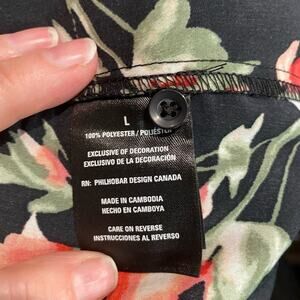 L
100% POLYESTER / POLIÉSTER
EXCLUSIVE OF DECORATION
EXCLUSIVO DE LA DECORACIÓN
RN: PHILHOBAR DESIGN CANADA
MADE IN CAMBODIA
HECHO EN CAMBOYA
CARE ON REVERSE
INSTRUCCIONES AL REVERSO